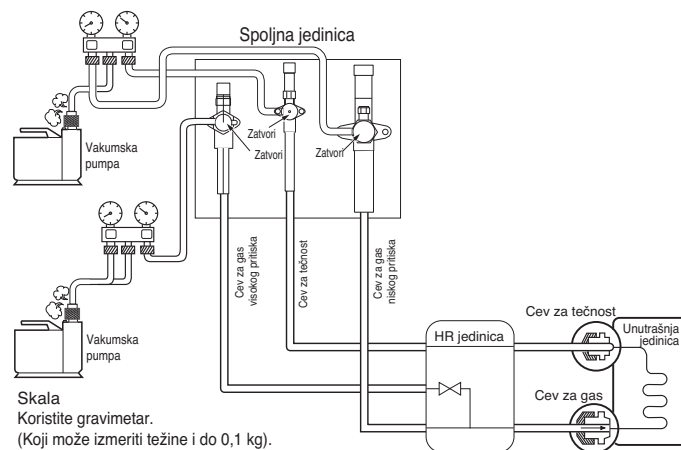 Spoljna jedinica
Vakumska
pumpa
Zatvori
Zatvori
Zatvori
Cev za gas
visokog pritiska
Cev za tečnost
Cev za gas
niskog pritiska
Vakumska
pumpa
HR jedinica
Cev za tečnost
Unutrašnja
jedinica
Cev za gas
Skala
Koristite gravimetar.
(Koji može izmeriti težine i do 0,1 kg).